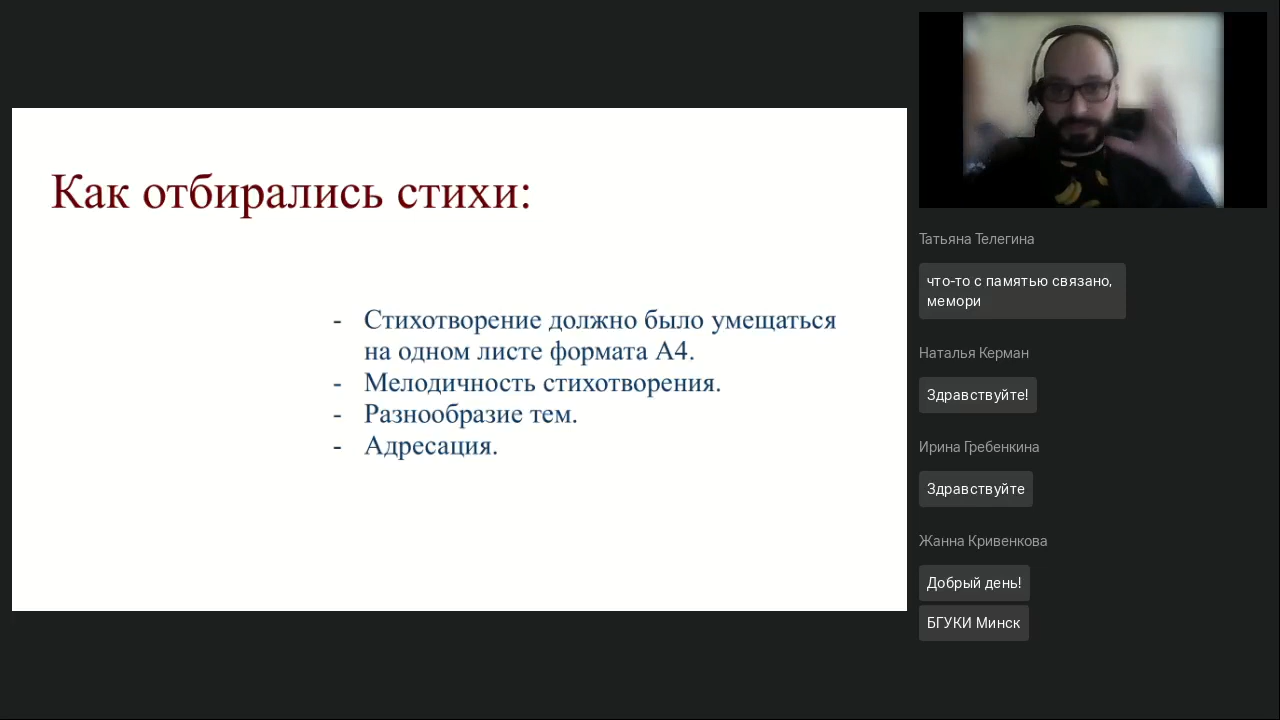 Как отбирались стихи:
- Стихотворение должно было умещаться
на одном листе формата А4.
- Мелодичность стихотворения.
- Разнообразие тем.
- Адресация.
Татьяна Телегина
что-то с памятью связано,
мемори
Наталья Керман
Здравствуйте!
Ирина Гребенкина
Здравствуйте
Жанна Кривенкова
Добрый день!
БГУКИ Минск